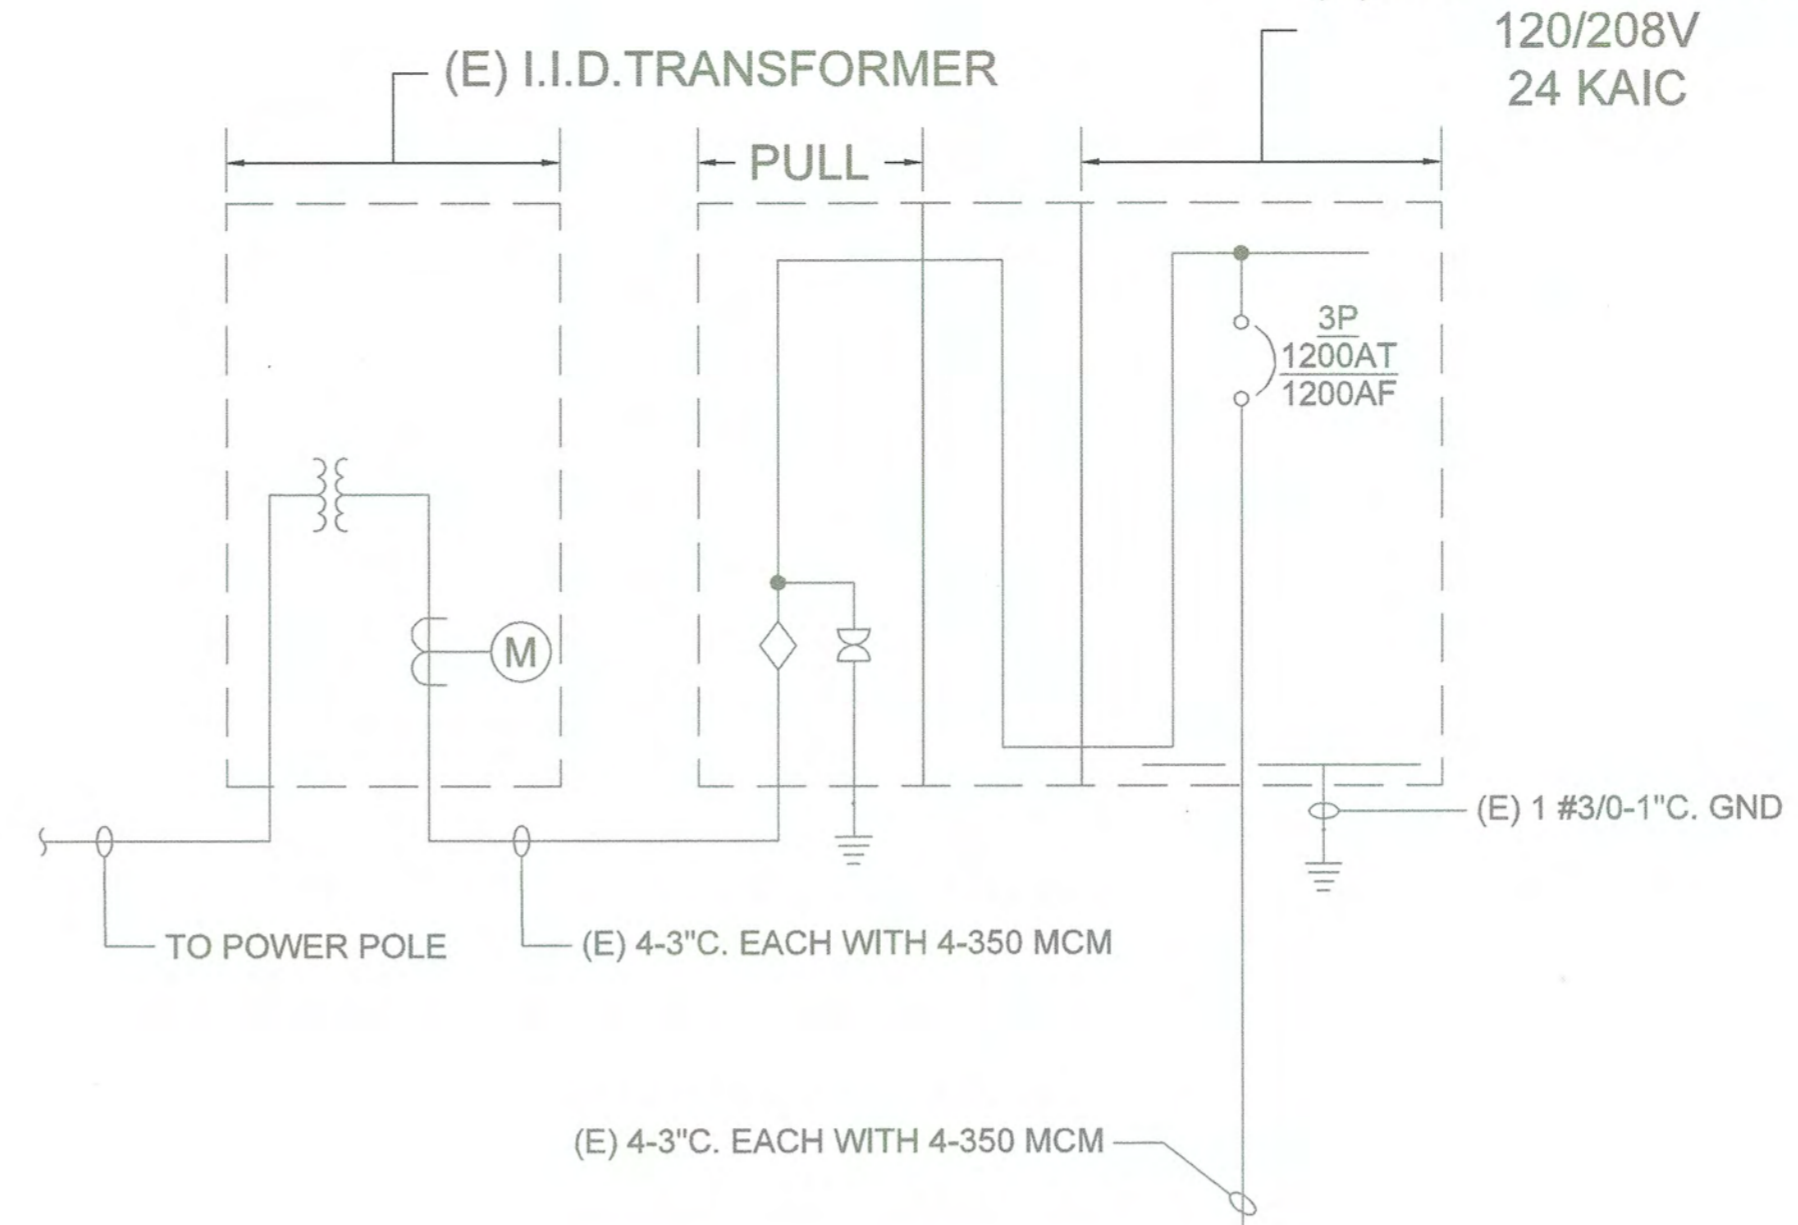 120/208V
24 KAIC
(E) I.I.D.TRANSFORMER
PULL
3P
1200AT
1200AF
M
(E) 1 #3/0-1"C. GND
TO POWER POLE
(E) 4-3"C. EACH WITH 4-350 MCM
(E) 4-3"C. EACH WITH 4-350 MCM